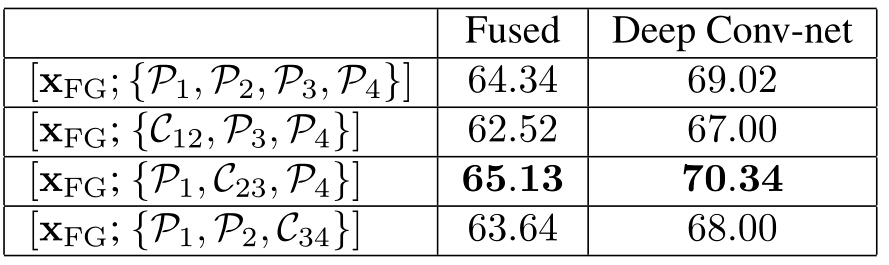 Fused Deep Conv-net
[x_FG; {P_1, P_2, P_3, P_4}] 64.34 69.02
[x_FG; {C_12, P_3, P_4}] 62.52 67.00
[x_FG; {P_1, C_23, P_4}] 65.13 70.34
[x_FG; {P_1, P_2, C_34}] 63.64 68.00